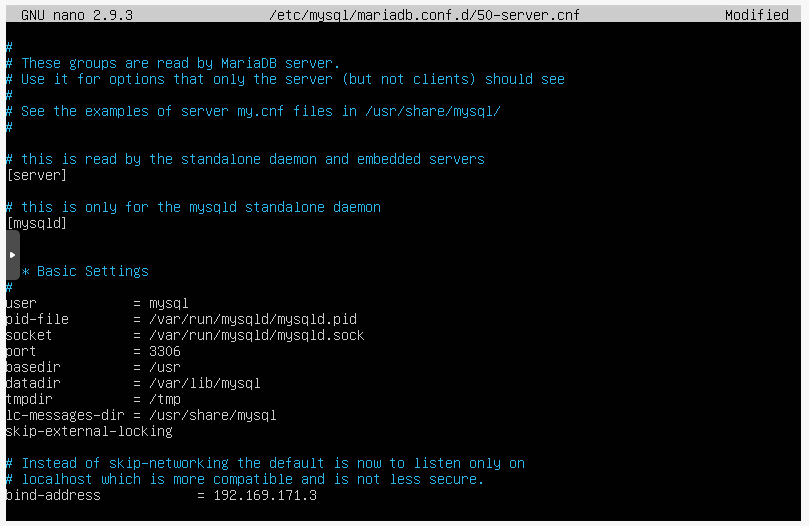 GNU nano 2.9.3 /etc/mysql/mariadb.conf.d/50-server.cnf Modified
#
# These groups are read by MariaDB server.
# Use it for options that only the server (but not clients) should see
#
# See the examples of server my.cnf files in /usr/share/mysql/
#
# this is read by the standalone daemon and embedded servers
[server]
# this is only for the mysqld standalone daemon
[mysqld]
* Basic Settings
#
user = mysql
pid-file = /var/run/mysqld/mysqld.pid
socket = /var/run/mysqld/mysqld.sock
port = 3306
basedir = /usr
datadir = /var/lib/mysql
tmpdir = /tmp
lc-messages-dir = /usr/share/mysql
skip-external-locking
# Instead of skip-networking the default is now to listen only on
# localhost which is more compatible and is not less secure.
bind-address = 192.169.171.3